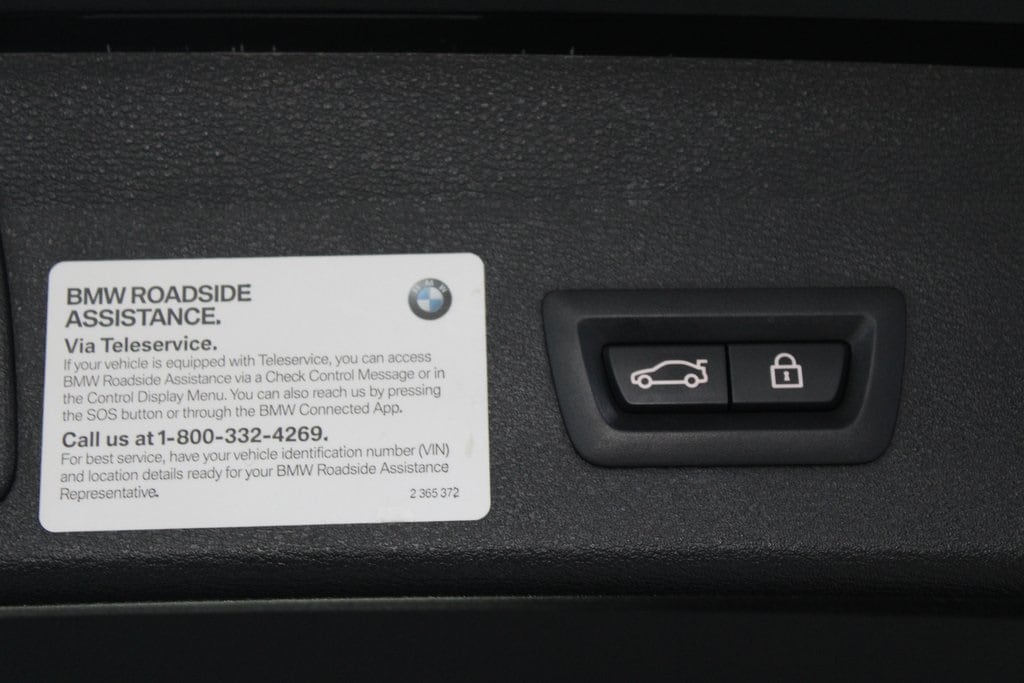 BMW ROADSIDE
ASSISTANCE.
BMW
Via Teleservice.
If your vehicle is equipped with Teleservice, you can access
BMW Roadside Assistance via a Check Control Message or in
the Control Display Menu. You can also reach us by pressing
the SOS button or through the BMW Connected App.
Call us at 1-800-332-4269.
For best service, have your vehicle identification number (VIN)
and location details ready for your BMW Roadside Assistance
Representative.
2 365 372